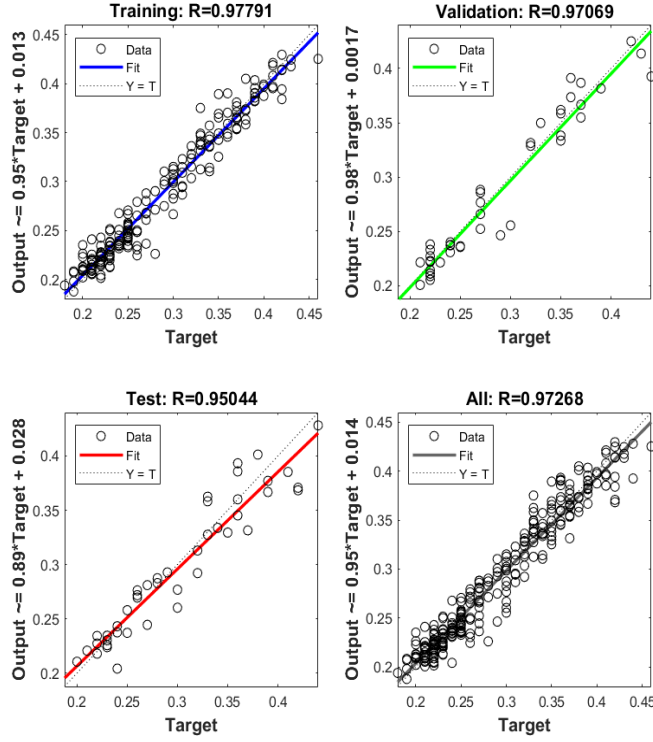 Training: R=0.97791
Output ~= 0.95*Target + 0.013
0.45
0.4
0.35
0.3
0.25
0.2
Data
Fit
Y = T
0.2 0.25 0.3 0.35 0.4 0.45
Target
Validation: R=0.97069
Output ~= 0.98*Target + 0.0017
0.4
0.35
0.3
0.25
0.2
Data
Fit
Y = T
0.2 0.25 0.3 0.35 0.4
Target
Test: R=0.95044
Output ~= 0.89*Target + 0.028
0.4
0.35
0.3
0.25
0.2
Data
Fit
Y = T
0.2 0.25 0.3 0.35 0.4
Target
All: R=0.97268
Output ~= 0.95*Target + 0.014
0.45
0.4
0.35
0.3
0.25
0.2
Data
Fit
Y = T
0.2 0.25 0.3 0.35 0.4 0.45
Target